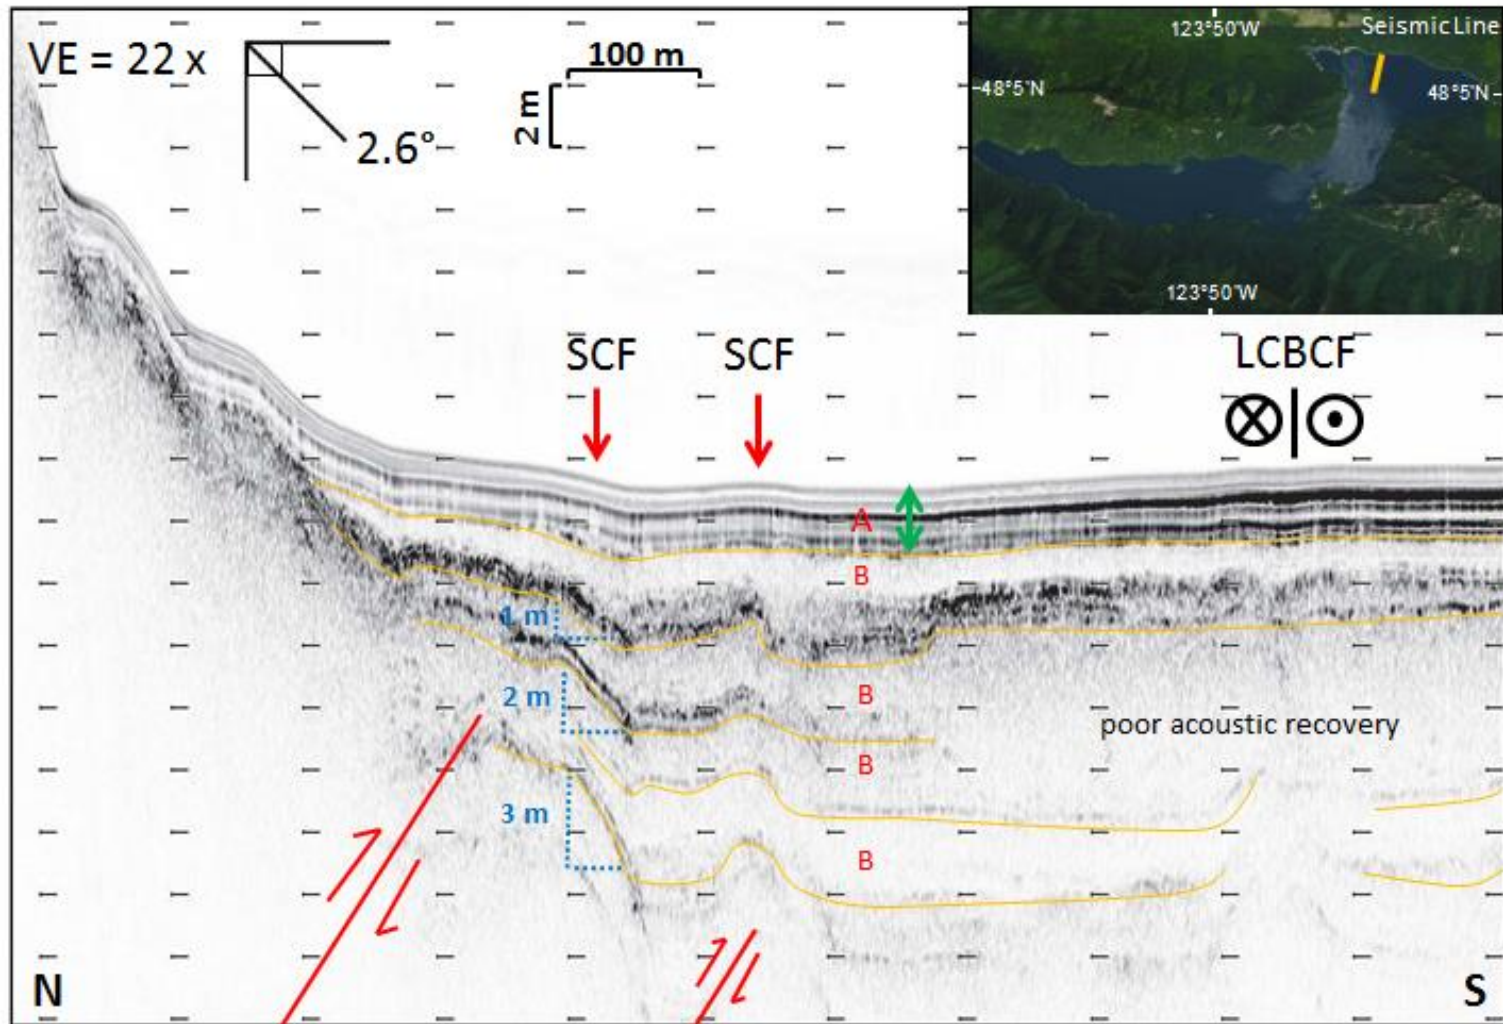 VE = 22 x
2.6°
100 m
2 m
123°50'W
Seismic Line
48°5'N
48°5'N
123°50'W
SCF
SCF
LCBCF
A
B
1 m
2 m
B
poor acoustic recovery
B
3 m
B
N
S